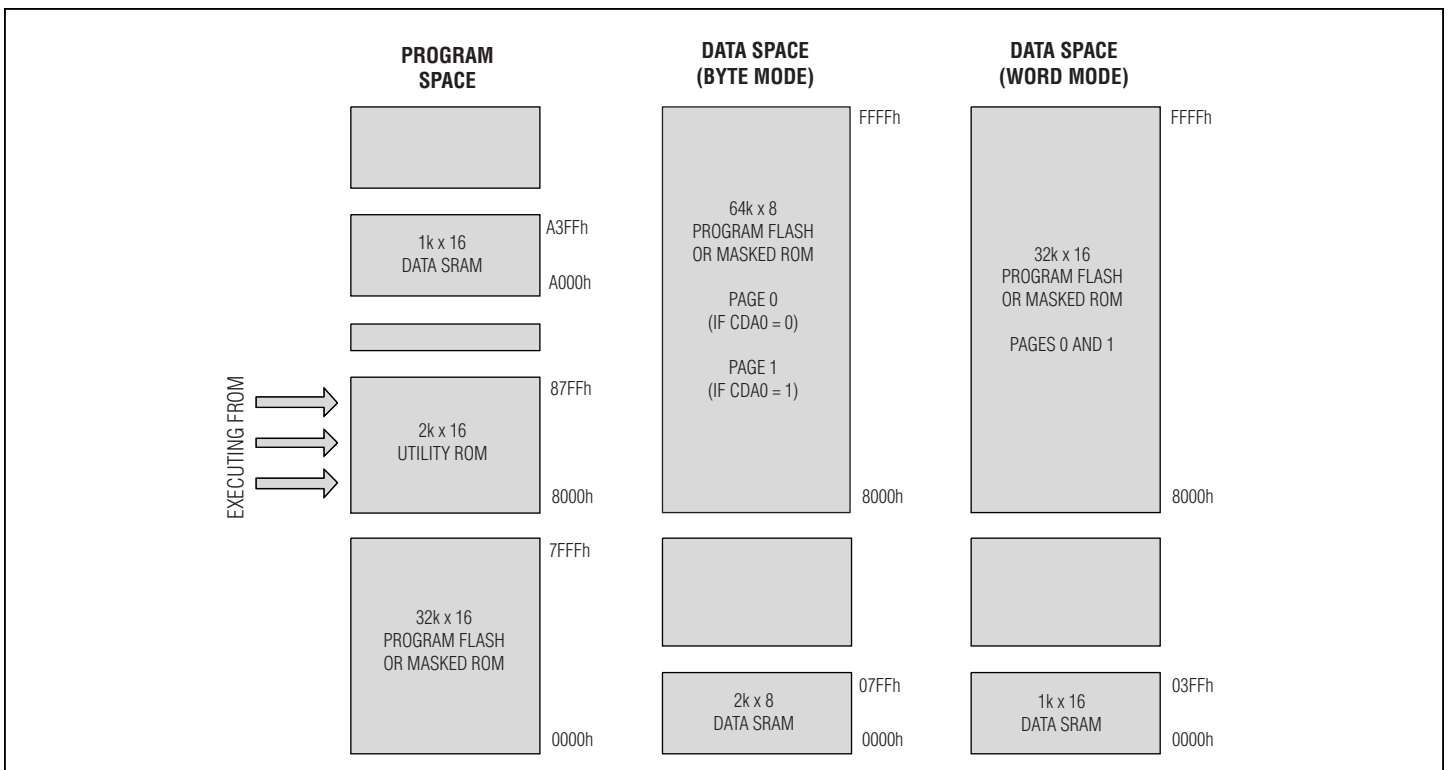 PROGRAM
SPACE
A3FFh
1k x 16
DATA SRAM
A000h
EXECUTING FROM
87FFh
2k x 16
UTILITY ROM
8000h
7FFFh
32k x 16
PROGRAM FLASH
OR MASKED ROM
0000h
DATA SPACE
(BYTE MODE)
FFFFh
64k x 8
PROGRAM FLASH
OR MASKED ROM
PAGE 0
(IF CDA0 = 0)
PAGE 1
(IF CDA0 = 1)
8000h
07FFh
2k x 8
DATA SRAM
0000h
DATA SPACE
(WORD MODE)
FFFFh
32k x 16
PROGRAM FLASH
OR MASKED ROM
PAGES 0 AND 1
8000h
03FFh
1k x 16
DATA SRAM
0000h